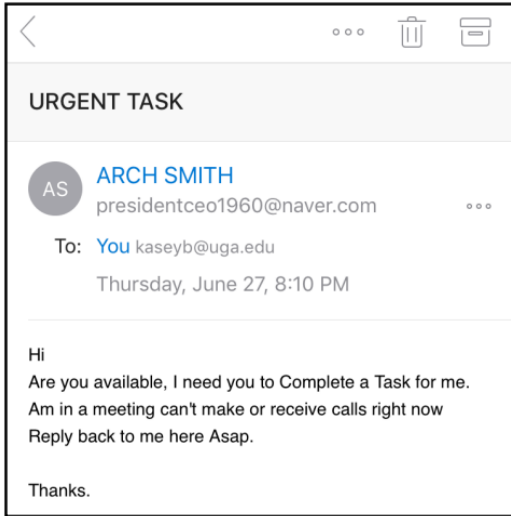 URGENT TASK
AS
ARCH SMITH
presidentceo1960@naver.com
To: You kaseyb@uga.edu
Thursday, June 27, 8:10 PM
Hi
Are you available, I need you to Complete a Task for me.
Am in a meeting can't make or receive calls right now
Reply back to me here Asap.
Thanks.